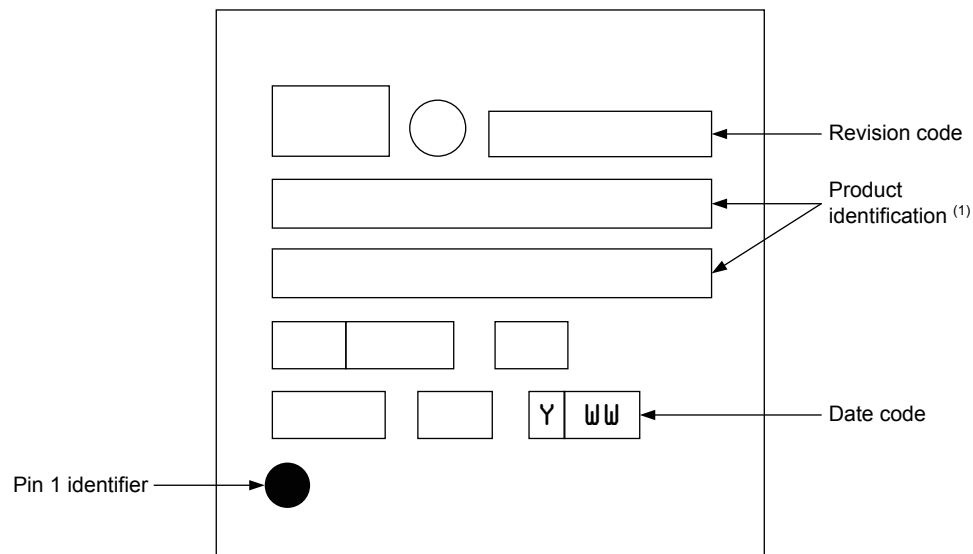 Revision code
Product
identification (1)
Y WW
Date code
Pin 1 identifier